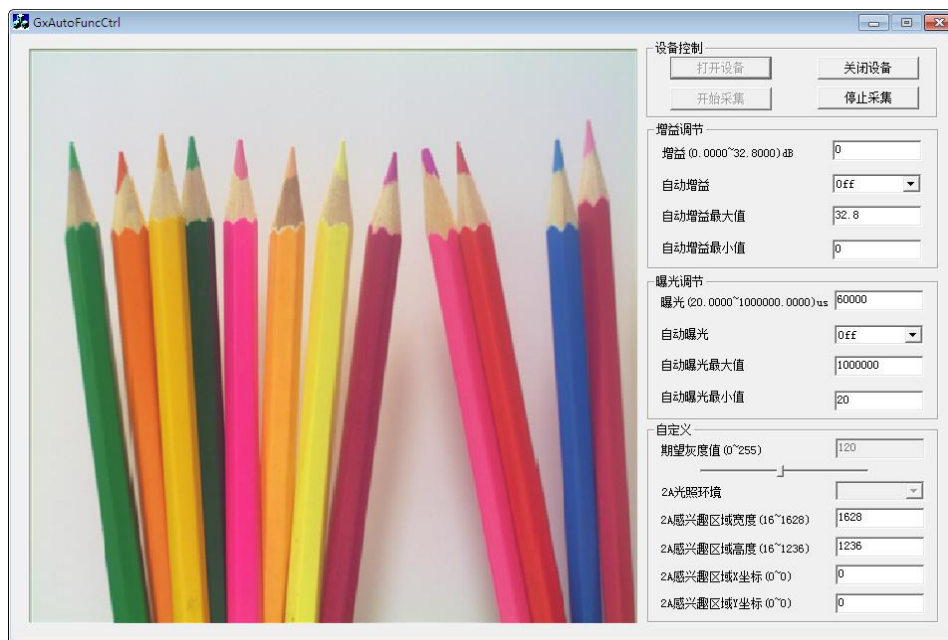 GxAutoFuncCtrl
设备控制
打开设备 关闭设备
开始采集 停止采集
增益调节
增益(0.0000~32.8000)dB 0
自动增益 Off
自动增益最大值 32.8
自动增益最小值 0
曝光调节
曝光(20.0000~1000000.0000)us 60000
自动曝光 Off
自动曝光最大值 1000000
自动曝光最小值 20
自定义
期望灰度值(0~255) 120
2A光照环境
2A感兴趣区域宽度(16~1628) 1628
2A感兴趣区域高度(16~1236) 1236
2A感兴趣区域X坐标(0~0) 0
2A感兴趣区域Y坐标(0~0) 0